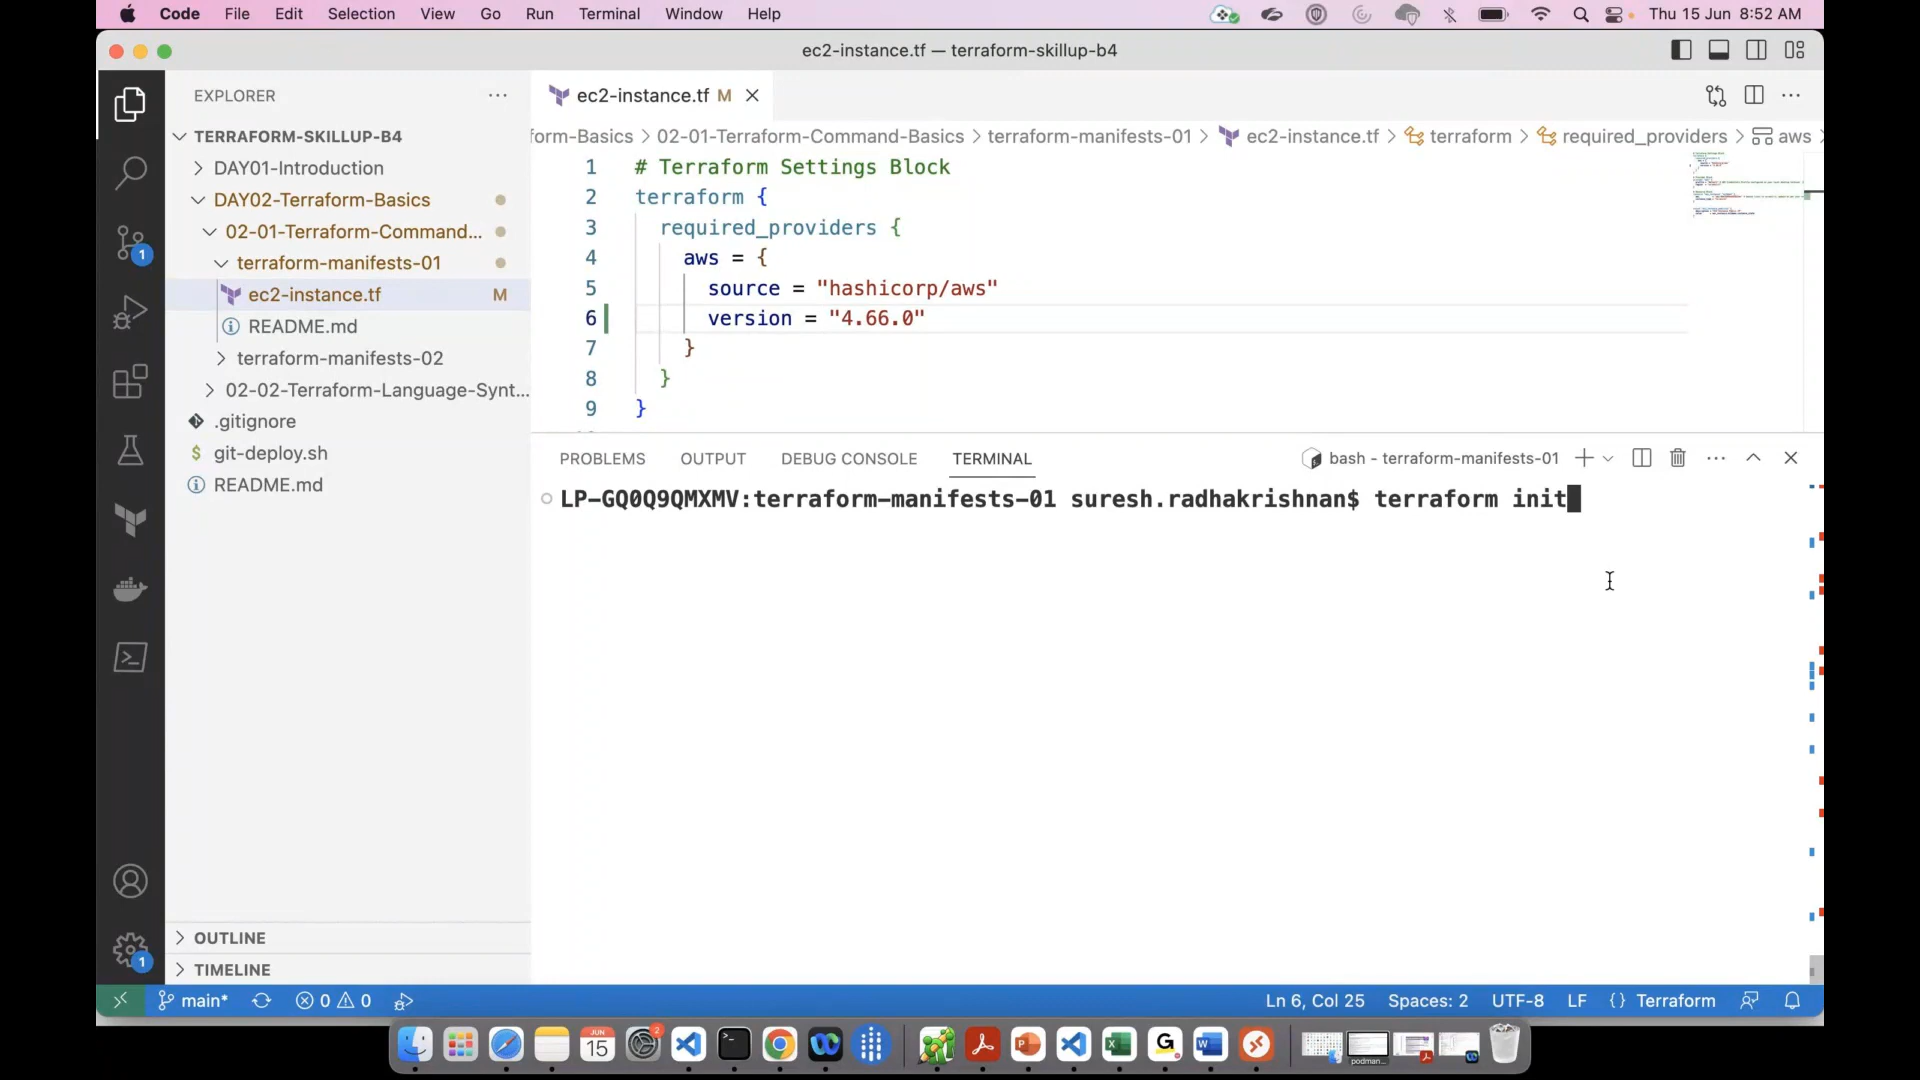 Code File Edit Selection View Go Run Terminal Window Help Thu 15 Jun 8:52 AM
ec2-instance.tf — terraform-skillup-b4
EXPLORER
TERRAFORM-SKILLUP-B4
DAY01-Introduction
DAY02-Terraform-Basics
02-01-Terraform-Command...
terraform-manifests-01
ec2-instance.tf M
README.md
terraform-manifests-02
02-02-Terraform-Language-Synt...
.gitignore
$ git-deploy.sh
README.md
OUTLINE
TIMELINE
1
1
ec2-instance.tf M
form-Basics > 02-01-Terraform-Command-Basics > terraform-manifests-01 > ec2-instance.tf > terraform > required_providers > aws >
1 # Terraform Settings Block
2 terraform {
3 required_providers {
4 aws = {
5 source = "hashicorp/aws"
6 version = "4.66.0"
7 }
8 }
9 }
PROBLEMS OUTPUT DEBUG CONSOLE TERMINAL bash - terraform-manifests-01
LP-GQ0Q9QMXMV:terraform-manifests-01 suresh.radhakrishnan$ terraform init
main* 0 0 Ln 6, Col 25 Spaces: 2 UTF-8 LF {} Terraform
JUN
15
2
podman...